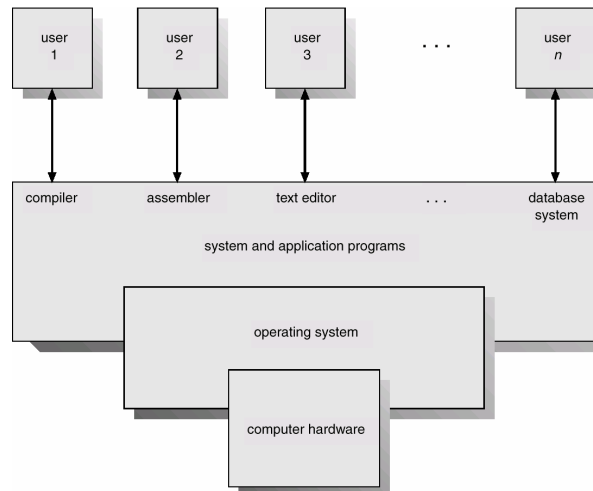 user
1
user
2
user
3
. . .
user
n
compiler
assembler
text editor
. . .
database
system
system and application programs
operating system
computer hardware